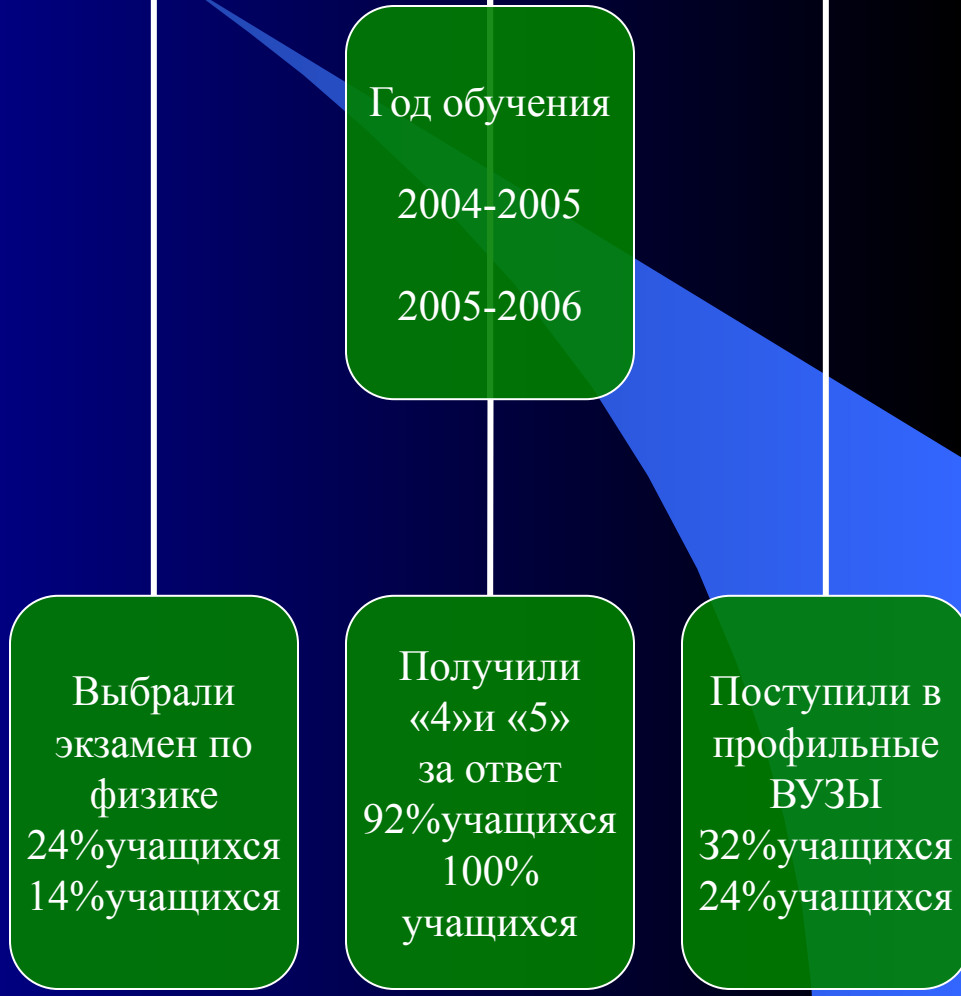 Год обучения
2004-2005
2005-2006
Выбрали
экзамен по
физике
24%учащихся
14%учащихся
Получили
«4»и «5»
за ответ
92%учащихся
100%
учащихся
Поступили в
профильные
ВУЗЫ
32%учащихся
24%учащихся